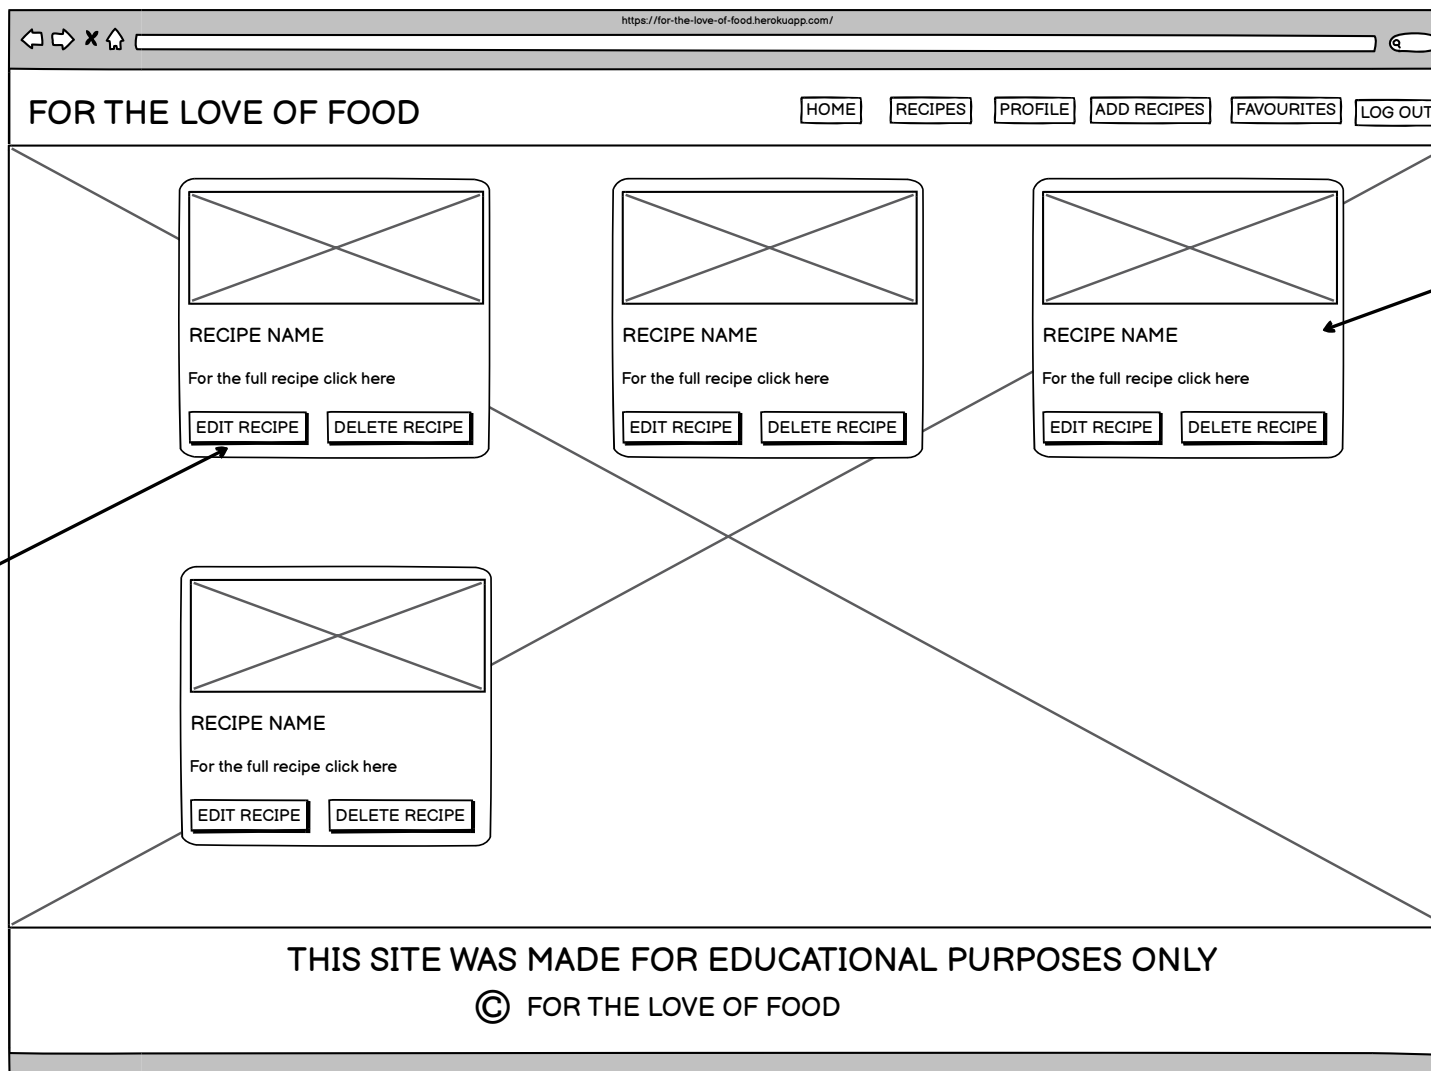 https://for-the-love-of-food.herokuapp.com/
FOR THE LOVE OF FOOD
HOME
RECIPES
PROFILE
ADD RECIPES
FAVOURITES
LOG OUT
RECIPE NAME
For the full recipe click here
EDIT RECIPE
DELETE RECIPE
RECIPE NAME
For the full recipe click here
EDIT RECIPE
DELETE RECIPE
RECIPE NAME
For the full recipe click here
EDIT RECIPE
DELETE RECIPE
RECIPE NAME
For the full recipe click here
EDIT RECIPE
DELETE RECIPE
THIS SITE WAS MADE FOR EDUCATIONAL PURPOSES ONLY
© FOR THE LOVE OF FOOD